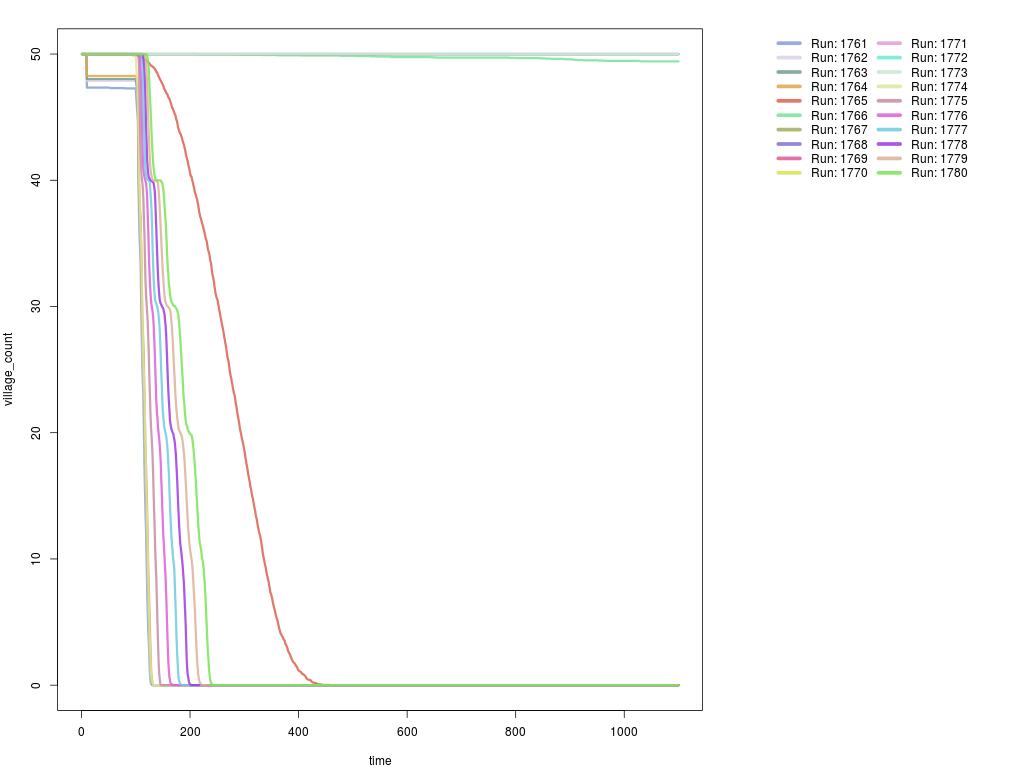 village_count
50
40
30
20
10
0
0 200 400 600 800 1000
time
Run: 1761 Run: 1771
Run: 1762 Run: 1772
Run: 1763 Run: 1773
Run: 1764 Run: 1774
Run: 1765 Run: 1775
Run: 1766 Run: 1776
Run: 1767 Run: 1777
Run: 1768 Run: 1778
Run: 1769 Run: 1779
Run: 1770 Run: 1780